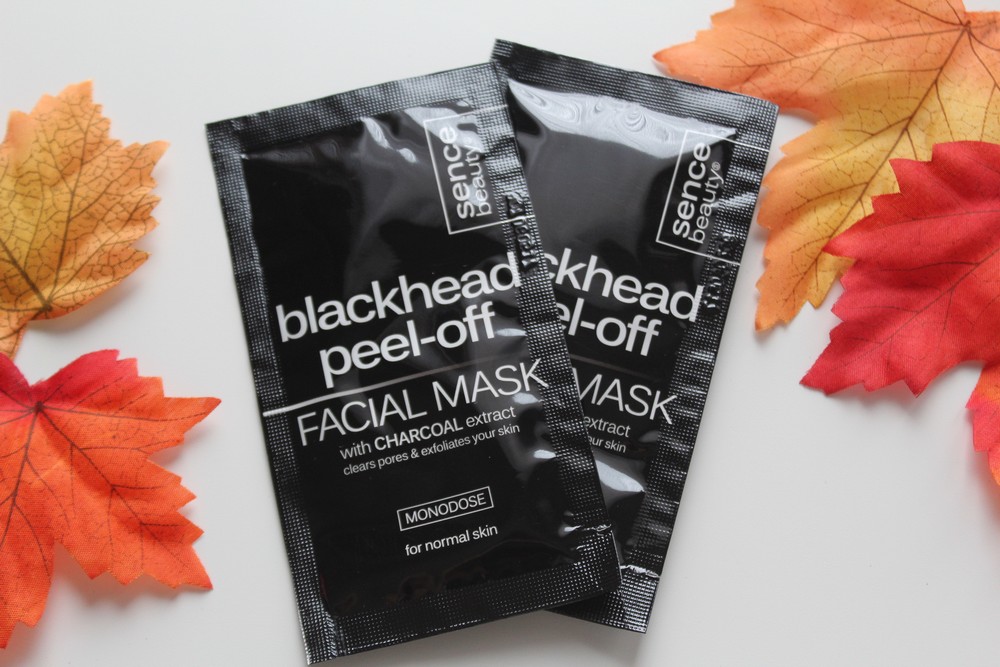 sence
beauty
blackhead
peel-off
FACIAL MASK
with CHARCOAL extract
clears pores & exfoliates your skin
MONODOSE
for normal skin
sence
beauty®
ckhead
el-off
MASK
extract
our skin